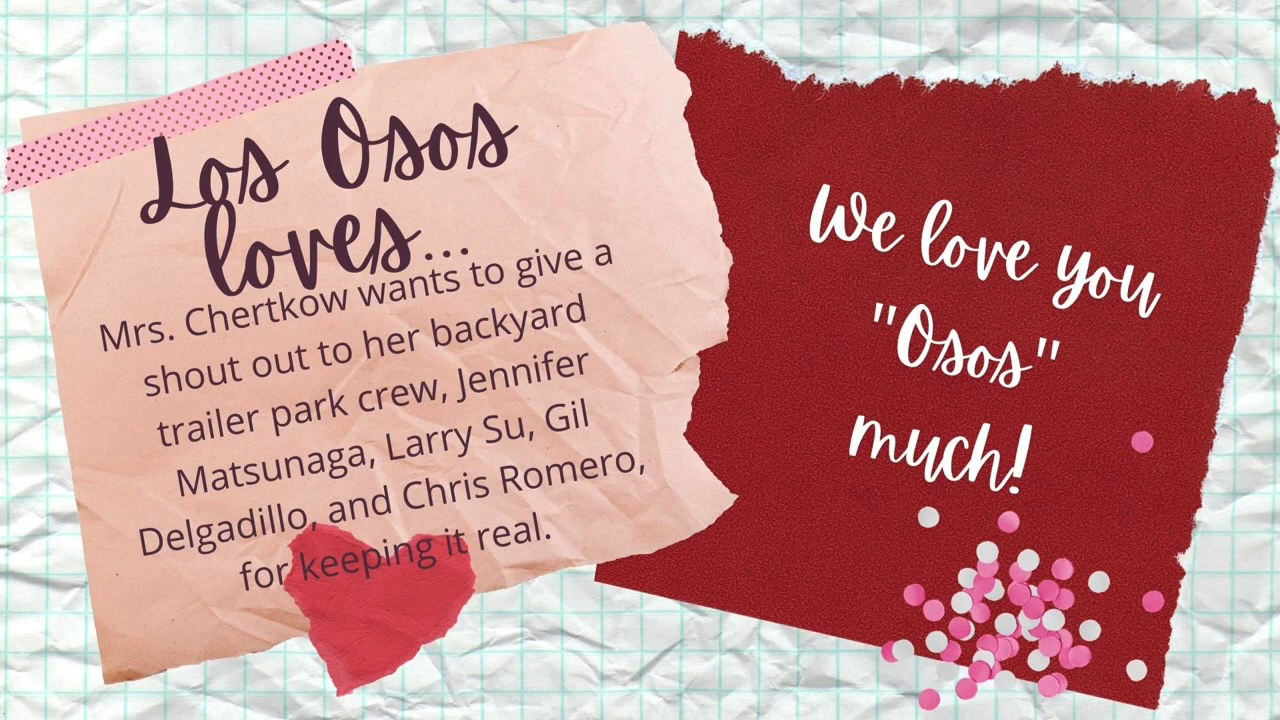 Los Osos
loves...
Mrs. Chertkow wants to give a
shout out to her backyard
trailer park crew, Jennifer
Matsunaga, Larry Su, Gil
Delgadillo, and Chris Romero,
for keeping it real.
We love you
"Osos"
much!